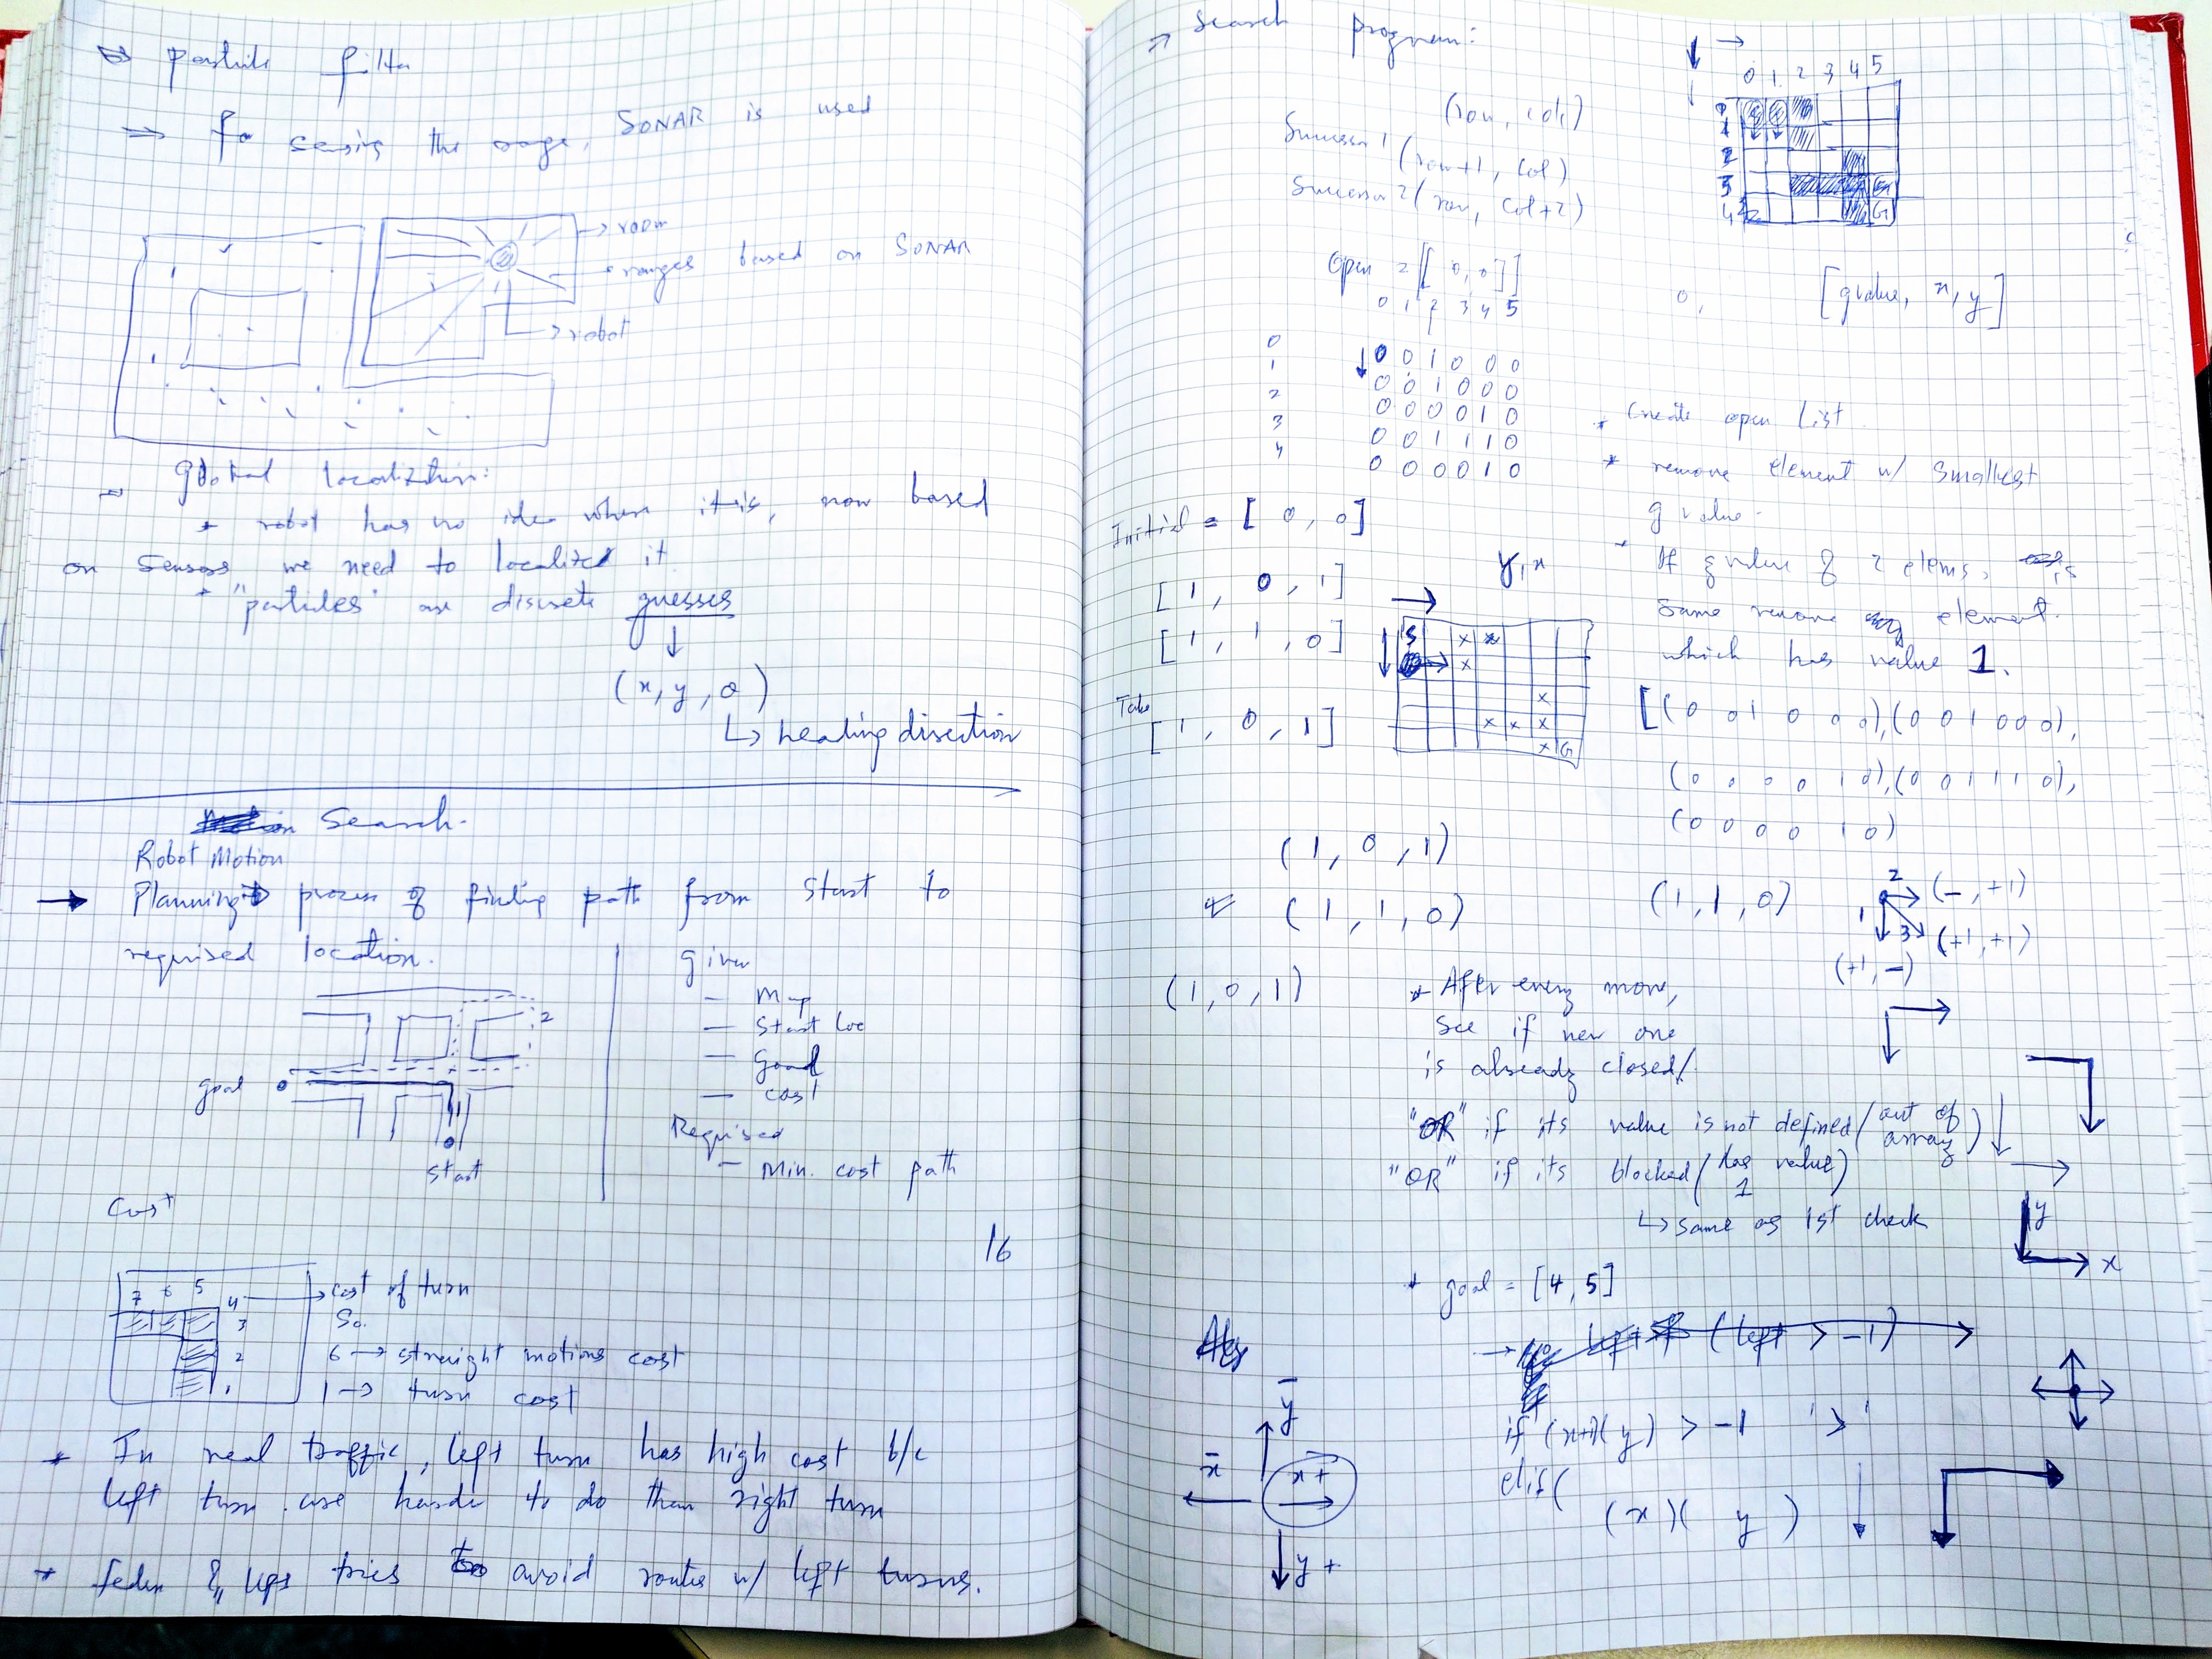 ⇒ Particle filter
⇒ for sensing the range, SONAR is used
→ room
→ ranges based on SONAR
→ robot
→ global localization:
* robot has no idea where it is, now based
on sensors we need to localized it
* "particles" are discrete guesses
↓
(x, y, θ)
↳ heading direction
Search.
Robot Motion
→ Planning → process of finding path from start to
required location.
given
— Map
— Start loc
— goal
— cost
Required
— Min. cost path
2
1
goal
start
Cost
16
7 6 5 4 → cost of turn
3 So.
2 6 → straight motions cost
1 1 → turn cost
* In real traffic, left turn has high cost b/c
left turn are harder to do than right turn
* fedex & ups tries to avoid routes w/ left turns.
→ Search program:
(row, col)
Successor 1 (row+1, col)
Successor 2 (row, col+2)
0 1 2 3 4 5
0
1
2
3
4
G
G
open = [[0, 0]]
0, [gvalue, x, y]
0 1 2 3 4 5
0 0 0 1 0 0 0
1 0 0 1 0 0 0
2 0 0 0 0 1 0
3 0 0 1 1 1 0
4 0 0 0 0 1 0
* Create open list
* remove element w/ smallest
g value.
* If g value of 2 elems, is
same remove element
which has value 1.
Initial = [0, 0]
[1, 0, 1]
[1, 1, 0]
Take
[1, 0, 1]
y, x
S x x
x
x
x x x
x G
[(0 0 1 0 0 0), (0 0 1 0 0 0),
(0 0 0 0 1 0), (0 0 1 1 1 0),
(0 0 0 0 1 0)
(1, 0, 1)
(1, 1, 0)
(1, 1, 0)
2 (-, +1)
1 3 (+1, +1)
(+1, -)
(1, 0, 1)
* After every move,
see if new one
is already closed/
"OR" if its value is not defined (out of array)
"OR" if its blocked (has value 1)
↳ same as 1st check
y
x
* goal = [4, 5]
→ (left > -1)
if (x+1)(y) > -1 '>'
elif (
(x)( y )
y̅
x̅
x+
y+